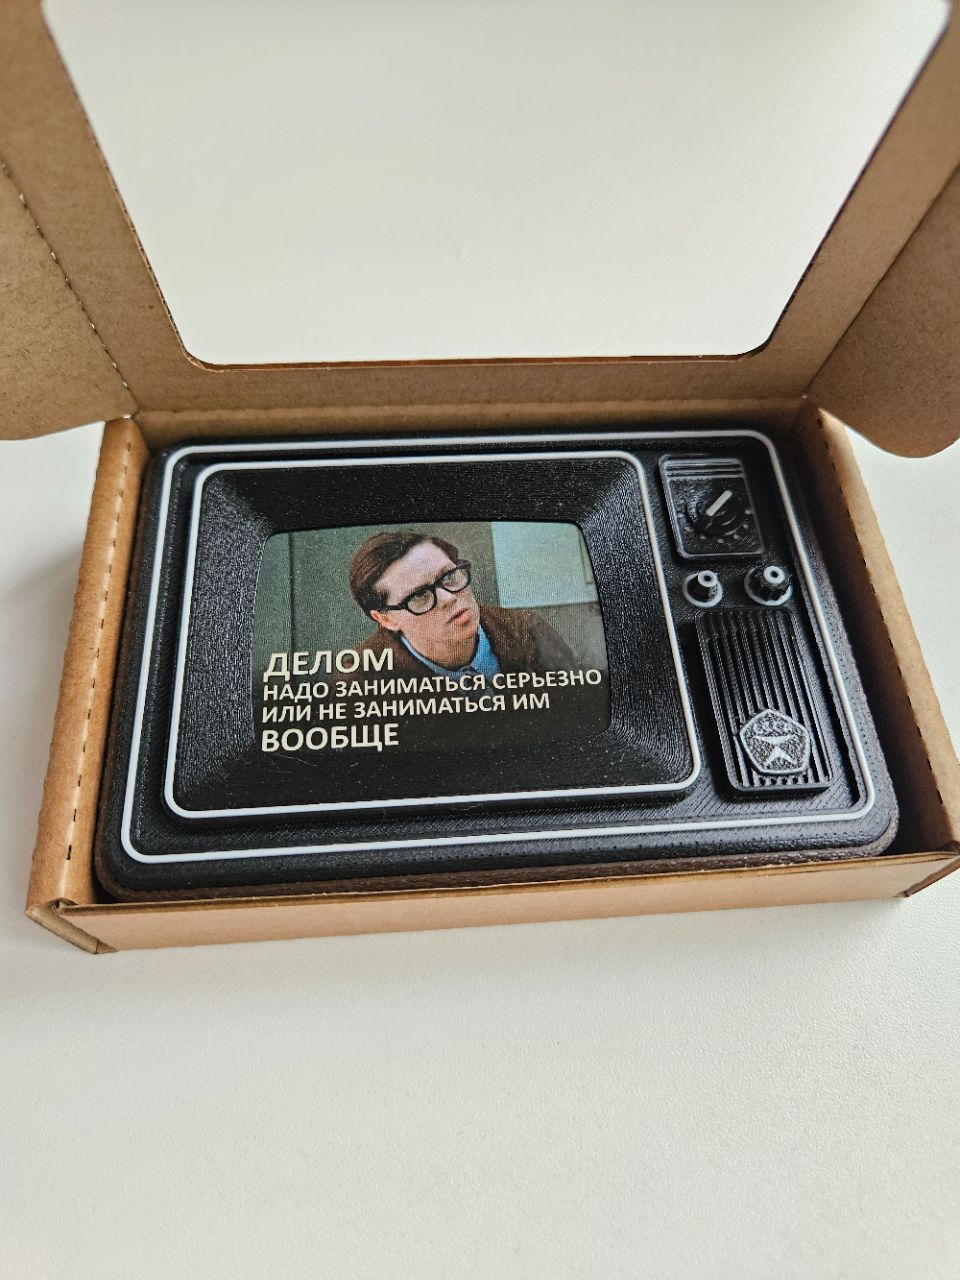 ДЕЛОМ
НАДО ЗАНИМАТЬСЯ СЕРЬЕЗНО
ИЛИ НЕ ЗАНИМАТЬСЯ ИМ
ВООБЩЕ